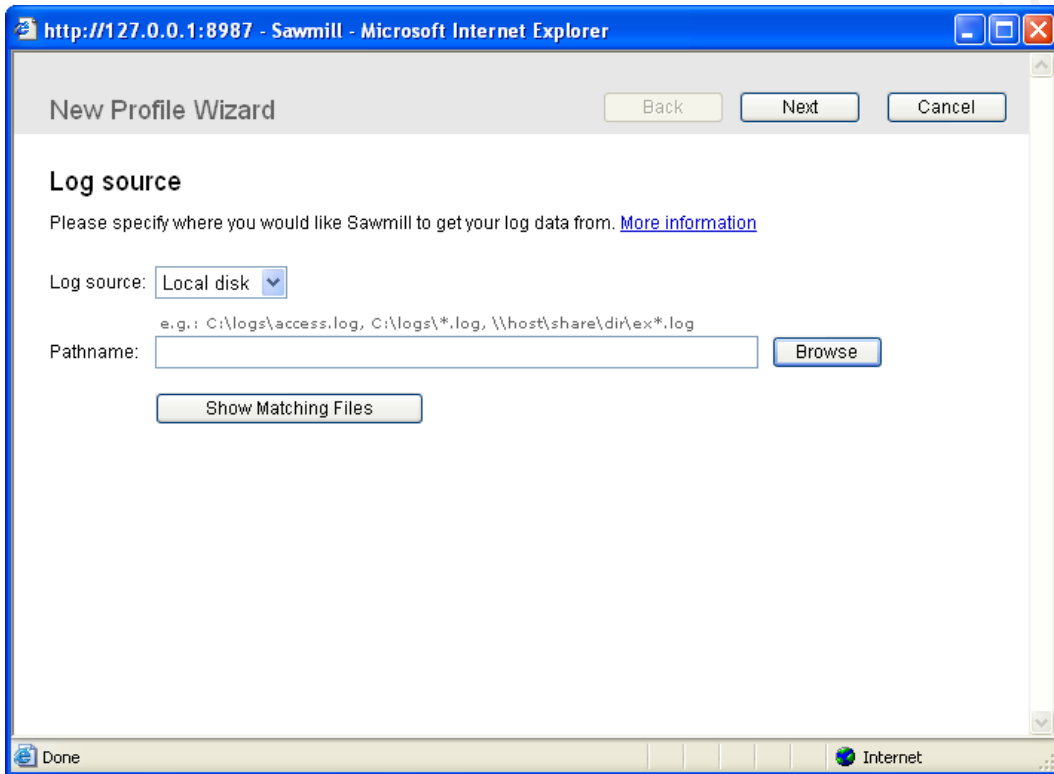 http://127.0.0.1:8987 - Sawmill - Microsoft Internet Explorer
New Profile Wizard
Back
Next
Cancel
Log source
Please specify where you would like Sawmill to get your log data from. More information
Log source: Local disk
e.g.: C:\logs\access.log, C:\logs\*.log, \\host\share\dir\ex*.log
Pathname:
Browse
Show Matching Files
Done
Internet